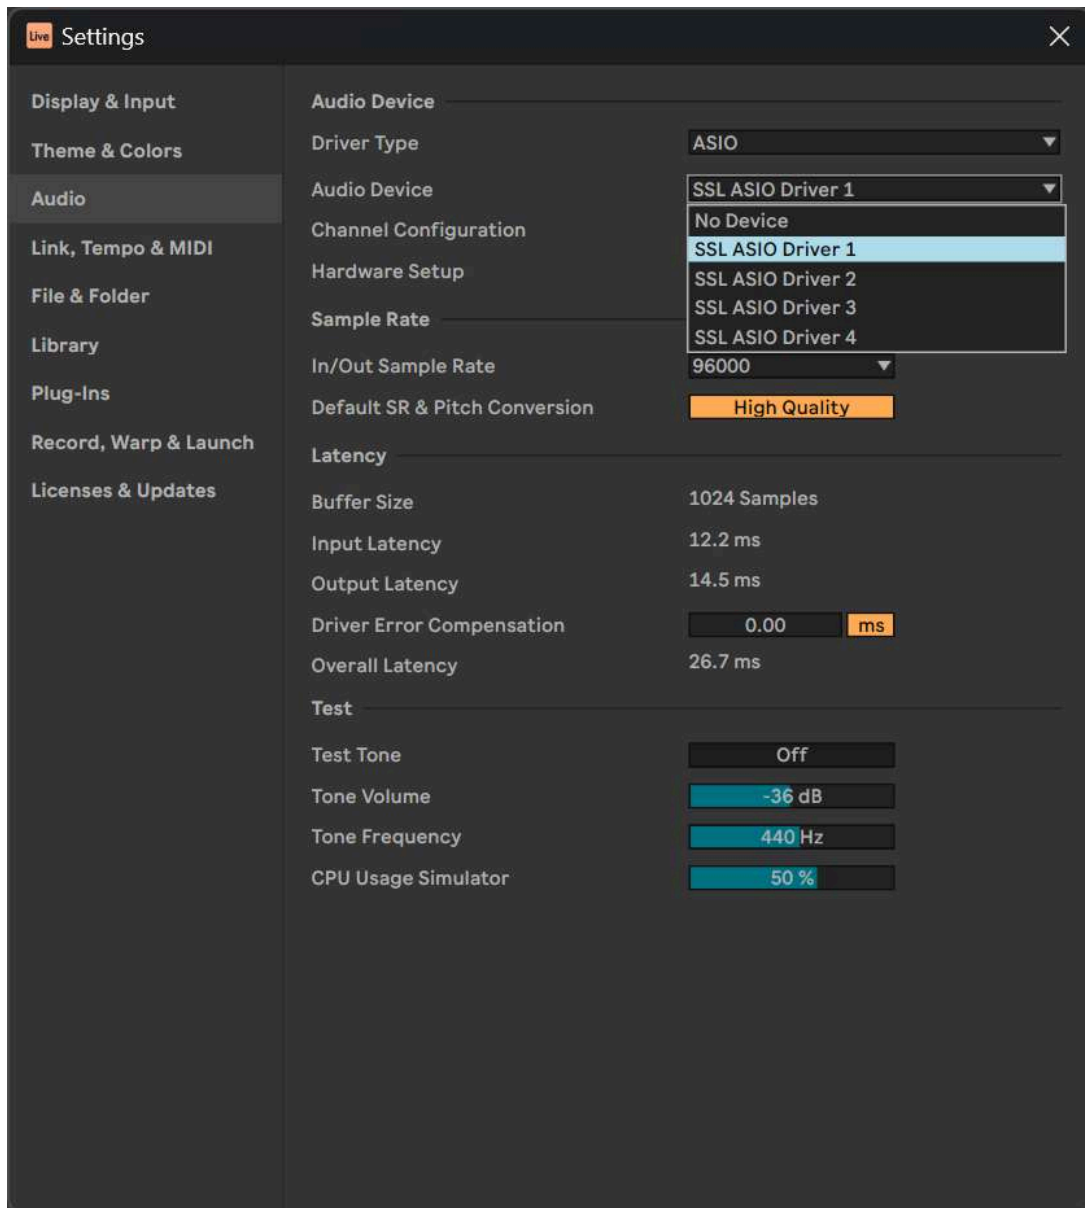 Live Settings
Display & Input
Theme & Colors
Audio
Link, Tempo & MIDI
File & Folder
Library
Plug-Ins
Record, Warp & Launch
Licenses & Updates
Audio Device
Driver Type ASIO
Audio Device SSL ASIO Driver 1
No Device
SSL ASIO Driver 1
SSL ASIO Driver 2
SSL ASIO Driver 3
SSL ASIO Driver 4
Channel Configuration
Hardware Setup
Sample Rate
In/Out Sample Rate 96000
Default SR & Pitch Conversion High Quality
Latency
Buffer Size 1024 Samples
Input Latency 12.2 ms
Output Latency 14.5 ms
Driver Error Compensation 0.00 ms
Overall Latency 26.7 ms
Test
Test Tone Off
Tone Volume -36 dB
Tone Frequency 440 Hz
CPU Usage Simulator 50 %